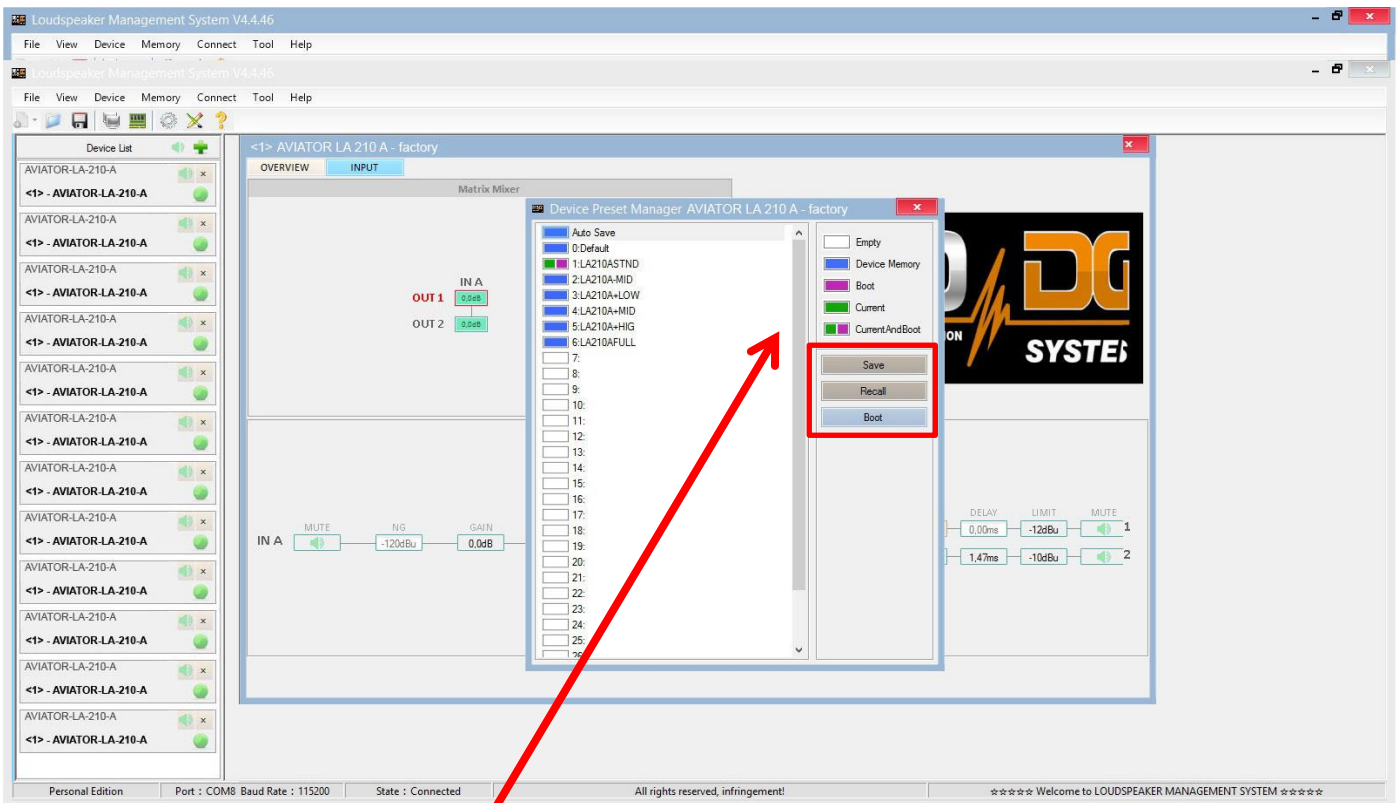 Loudspeaker Management System V4.4.46
File View Device Memory Connect Tool Help
Loudspeaker Management System V4.4.46
File View Device Memory Connect Tool Help
Device List
AVIATOR-LA-210-A
<1> - AVIATOR-LA-210-A
AVIATOR-LA-210-A
<1> - AVIATOR-LA-210-A
AVIATOR-LA-210-A
<1> - AVIATOR-LA-210-A
AVIATOR-LA-210-A
<1> - AVIATOR-LA-210-A
AVIATOR-LA-210-A
<1> - AVIATOR-LA-210-A
AVIATOR-LA-210-A
<1> - AVIATOR-LA-210-A
AVIATOR-LA-210-A
<1> - AVIATOR-LA-210-A
AVIATOR-LA-210-A
<1> - AVIATOR-LA-210-A
AVIATOR-LA-210-A
<1> - AVIATOR-LA-210-A
AVIATOR-LA-210-A
<1> - AVIATOR-LA-210-A
AVIATOR-LA-210-A
<1> - AVIATOR-LA-210-A
AVIATOR-LA-210-A
<1> - AVIATOR-LA-210-A
<1> AVIATOR LA 210 A - factory
OVERVIEW INPUT
Matrix Mixer
IN A
OUT 1 0,0dB
OUT 2 0,0dB
MUTE NG GAIN
IN A -120dBu 0,0dB
DELAY LIMIT MUTE
0,00ms -12dBu 1
1,47ms -10dBu 2
ON
SYSTE
Device Preset Manager AVIATOR LA 210 A - factory
Auto Save
0:Default
1:LA210ASTND
2:LA210A-MID
3:LA210A+LOW
4:LA210A+MID
5:LA210A+HIG
6:LA210AFULL
7:
8:
9:
10:
11:
12:
13:
14:
15:
16:
17:
18:
19:
20:
21:
22:
23:
24:
25:
26:
Empty
Device Memory
Boot
Current
CurrentAndBoot
Save
Recall
Boot
Personal Edition Port : COM8 Baud Rate : 115200 State : Connected All rights reserved, infringement! ☆☆☆☆☆ Welcome to LOUDSPEAKER MANAGEMENT SYSTEM ☆☆☆☆☆